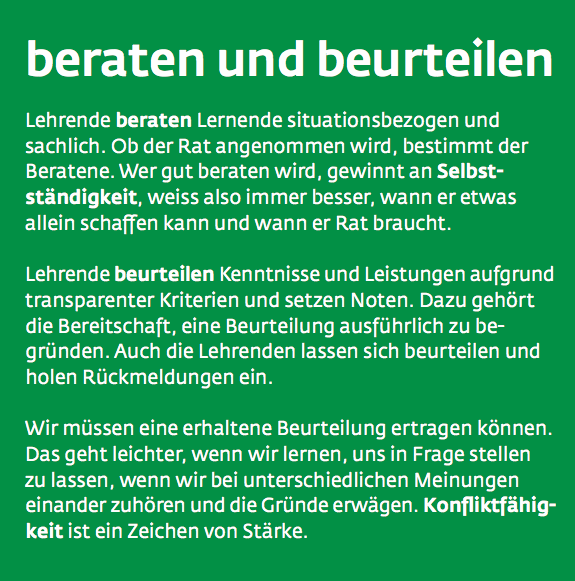 beraten und beurteilen
Lehrende beraten Lernende situationsbezogen und
sachlich. Ob der Rat angenommen wird, bestimmt der
Beratene. Wer gut beraten wird, gewinnt an Selbst-
ständigkeit, weiss also immer besser, wann er etwas
allein schaffen kann und wann er Rat braucht.
Lehrende beurteilen Kenntnisse und Leistungen aufgrund
transparenter Kriterien und setzen Noten. Dazu gehört
die Bereitschaft, eine Beurteilung ausführlich zu be-
gründen. Auch die Lehrenden lassen sich beurteilen und
holen Rückmeldungen ein.
Wir müssen eine erhaltene Beurteilung ertragen können.
Das geht leichter, wenn wir lernen, uns in Frage stellen
zu lassen, wenn wir bei unterschiedlichen Meinungen
einander zuhören und die Gründe erwägen. Konfliktfähig-
keit ist ein Zeichen von Stärke.